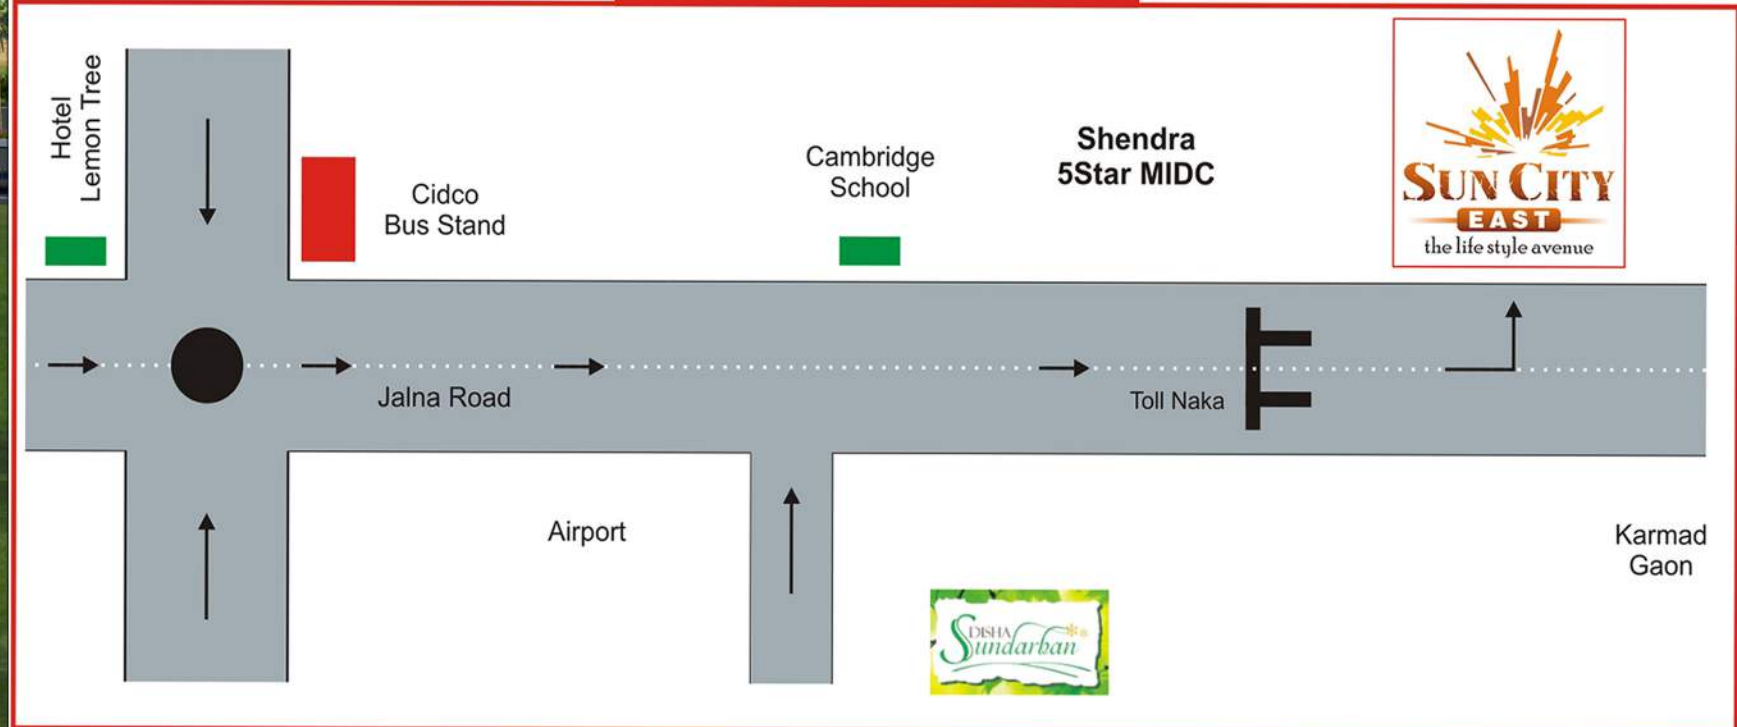 Hotel
Lemon Tree
Cidco
Bus Stand
Cambridge
School
Shendra
5Star MIDC
SUN CITY
EAST
the life style avenue
Jalna Road
Toll Naka
Airport
DISHA
Sundarban
Karmad
Gaon